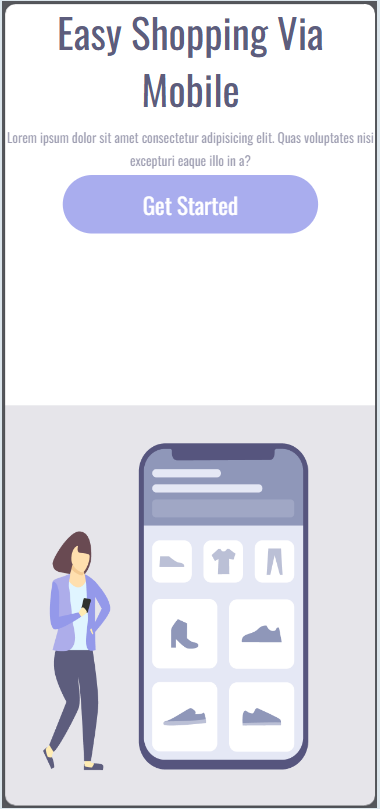 Easy Shopping Via
Mobile
Lorem ipsum dolor sit amet consectetur adipisicing elit. Quas voluptates nisi
excepturi eaque illo in a?
Get Started